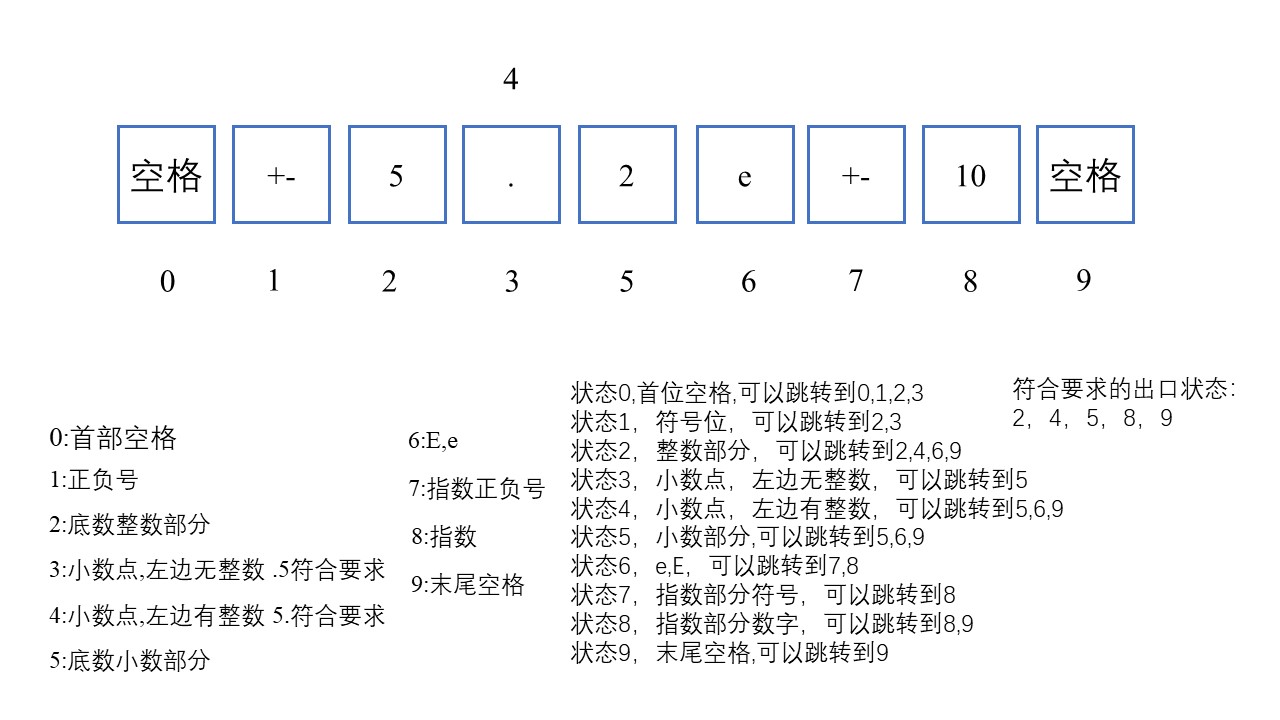 4
空格 +- 5 . 2 e +- 10 空格
0 1 2 3 5 6 7 8 9
0:首部空格
1:正负号
2:底数整数部分
3:小数点,左边无整数 .5符合要求
4:小数点,左边有整数 5.符合要求
5:底数小数部分
6:E,e
7:指数正负号
8:指数
9:末尾空格
状态0,首位空格,可以跳转到0,1,2,3
状态1，符号位，可以跳转到2,3
状态2，整数部分，可以跳转到2,4,6,9
状态3，小数点，左边无整数，可以跳转到5
状态4，小数点，左边有整数，可以跳转到5,6,9
状态5，小数部分,可以跳转到5,6,9
状态6，e,E，可以跳转到7,8
状态7，指数部分符号，可以跳转到8
状态8，指数部分数字，可以跳转到8,9
状态9，末尾空格,可以跳转到9
符合要求的出口状态：
2，4，5，8，9